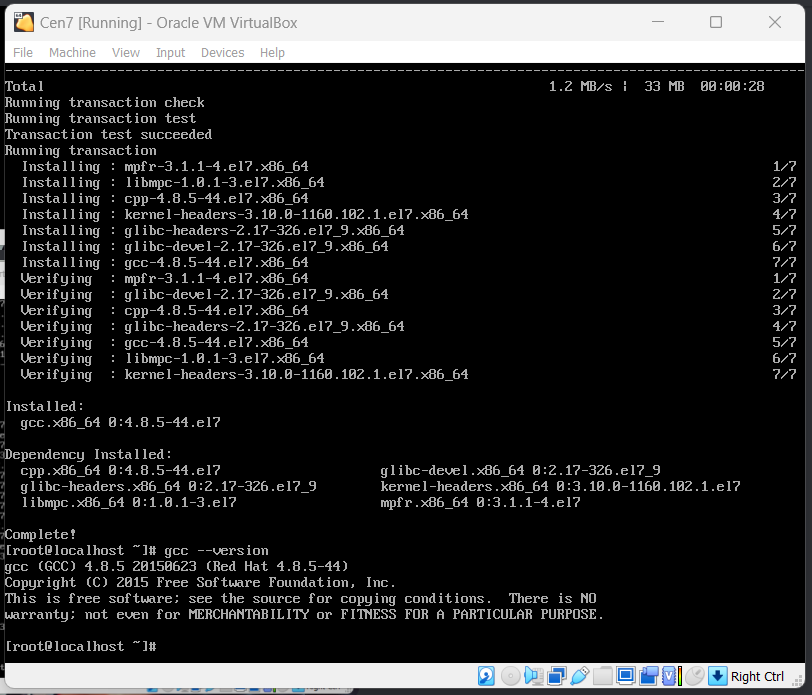 Cen7 [Running] - Oracle VM VirtualBox
File Machine View Input Devices Help
--------------------------------------------------------------------------------
Total 1.2 MB/s | 33 MB 00:00:28
Running transaction check
Running transaction test
Transaction test succeeded
Running transaction
  Installing : mpfr-3.1.1-4.el7.x86_64 1/7
  Installing : libmpc-1.0.1-3.el7.x86_64 2/7
  Installing : cpp-4.8.5-44.el7.x86_64 3/7
  Installing : kernel-headers-3.10.0-1160.102.1.el7.x86_64 4/7
  Installing : glibc-headers-2.17-326.el7_9.x86_64 5/7
  Installing : glibc-devel-2.17-326.el7_9.x86_64 6/7
  Installing : gcc-4.8.5-44.el7.x86_64 7/7
  Verifying  : mpfr-3.1.1-4.el7.x86_64 1/7
  Verifying  : glibc-devel-2.17-326.el7_9.x86_64 2/7
  Verifying  : cpp-4.8.5-44.el7.x86_64 3/7
  Verifying  : glibc-headers-2.17-326.el7_9.x86_64 4/7
  Verifying  : gcc-4.8.5-44.el7.x86_64 5/7
  Verifying  : libmpc-1.0.1-3.el7.x86_64 6/7
  Verifying  : kernel-headers-3.10.0-1160.102.1.el7.x86_64 7/7
Installed:
  gcc.x86_64 0:4.8.5-44.el7
Dependency Installed:
  cpp.x86_64 0:4.8.5-44.el7 glibc-devel.x86_64 0:2.17-326.el7_9
  glibc-headers.x86_64 0:2.17-326.el7_9 kernel-headers.x86_64 0:3.10.0-1160.102.1.el7
  libmpc.x86_64 0:1.0.1-3.el7 mpfr.x86_64 0:3.1.1-4.el7
Complete!
[root@localhost ~]# gcc --version
gcc (GCC) 4.8.5 20150623 (Red Hat 4.8.5-44)
Copyright (C) 2015 Free Software Foundation, Inc.
This is free software; see the source for copying conditions.  There is NO
warranty; not even for MERCHANTABILITY or FITNESS FOR A PARTICULAR PURPOSE.
[root@localhost ~]#
Right Ctrl